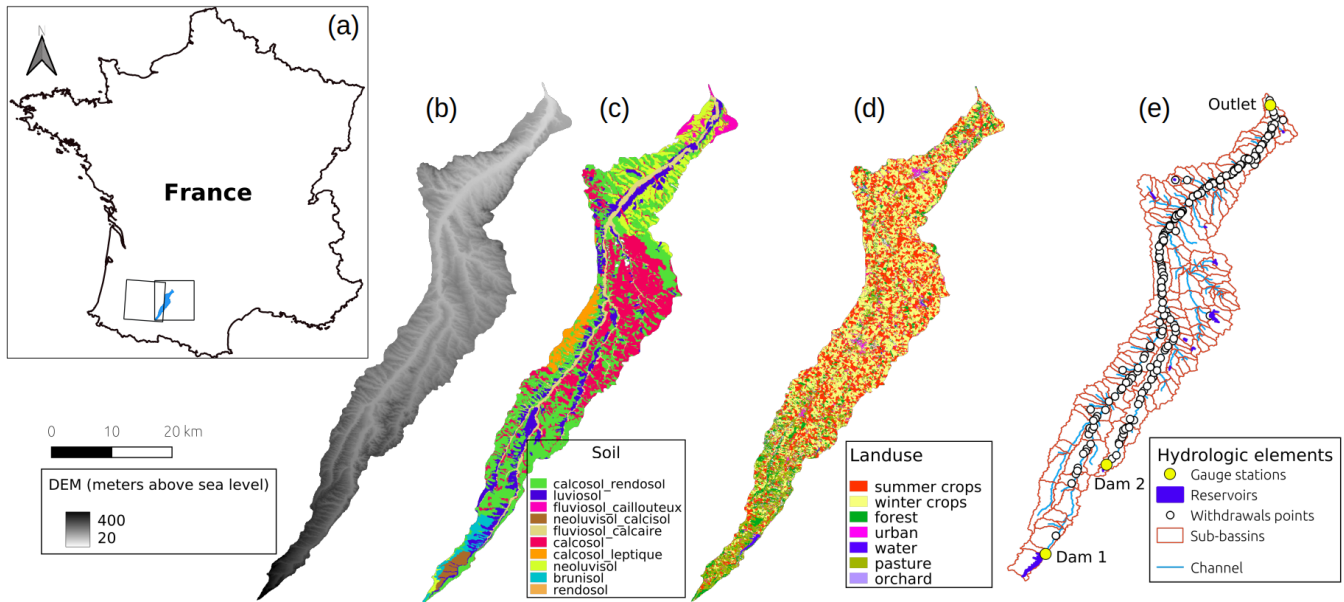 (a)
N
France
(b)
(c)
(d)
(e)
Outlet
Dam 2
Dam 1
0 10 20 km
DEM (meters above sea level)
400
20
Soil
calcosol_rendosol
luviosol
fluviosol_caillouteux
neoluvisol_calcisol
fluviosol_calcaire
calcosol
calcosol_leptique
neoluvisol
brunisol
rendosol
Landuse
summer crops
winter crops
forest
urban
water
pasture
orchard
Hydrologic elements
Gauge stations
Reservoirs
Withdrawals points
Sub-bassins
Channel